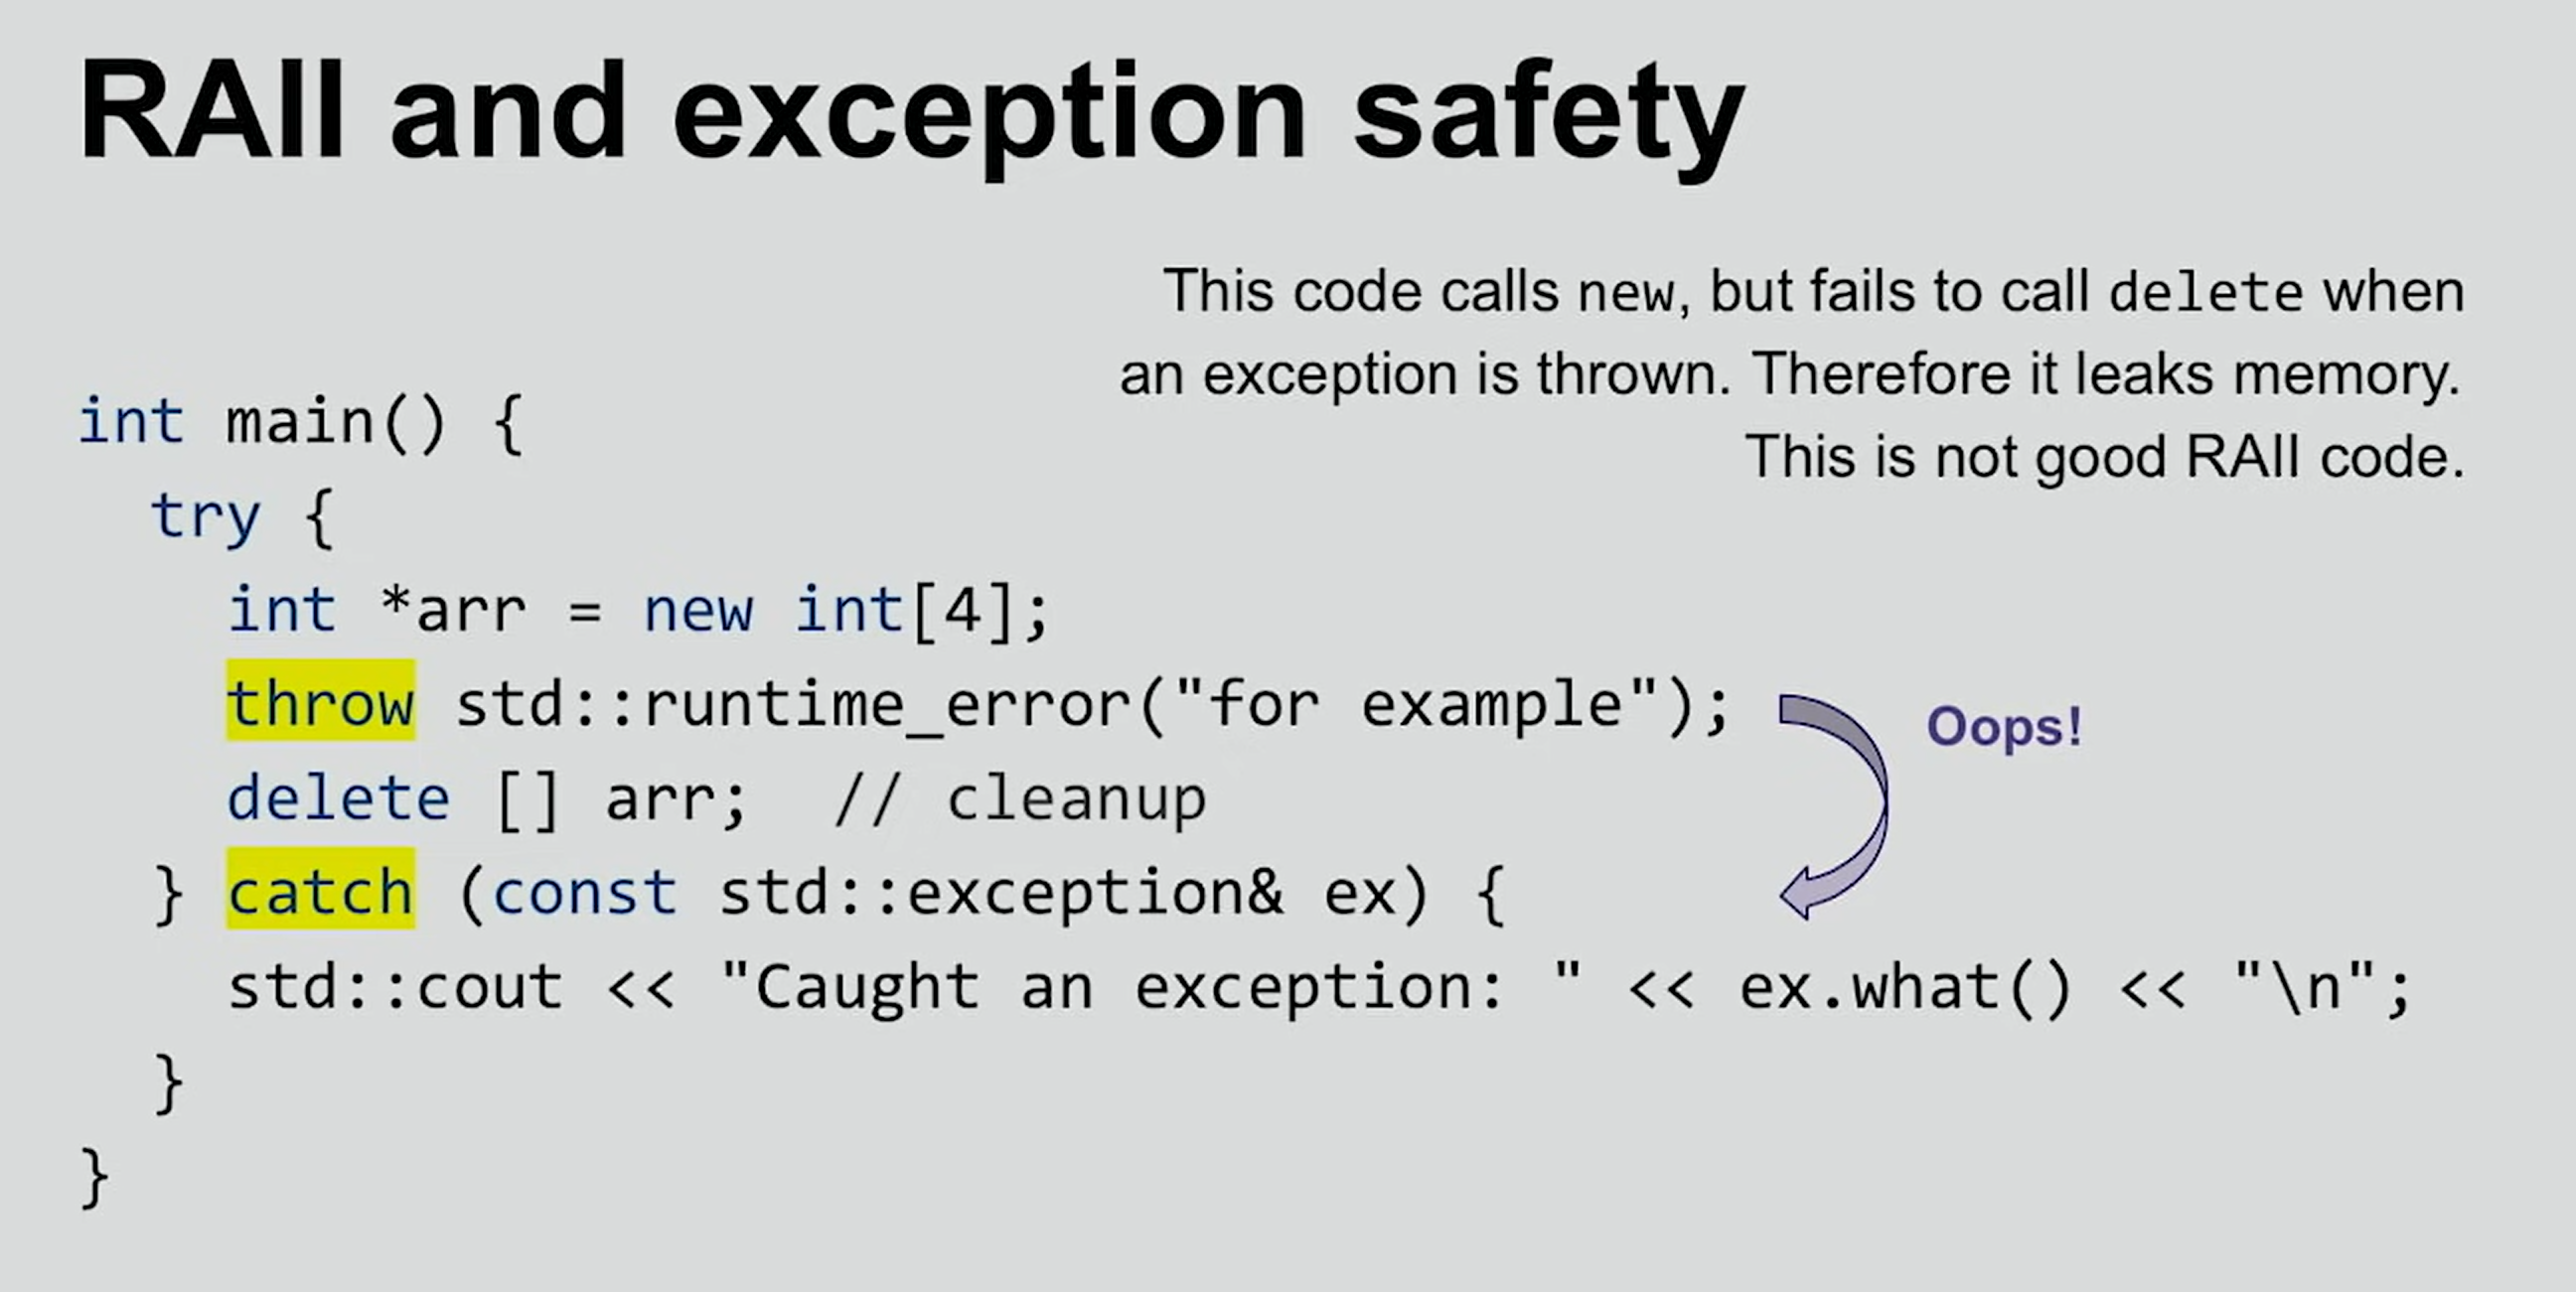 RAII and exception safety
This code calls new, but fails to call delete when
an exception is thrown. Therefore it leaks memory.
This is not good RAII code.
int main() {
try {
int *arr = new int[4];
throw std::runtime_error("for example");
Oops!
delete [] arr;  // cleanup
} catch (const std::exception& ex) {
std::cout << "Caught an exception: " << ex.what() << "\n";
}
}